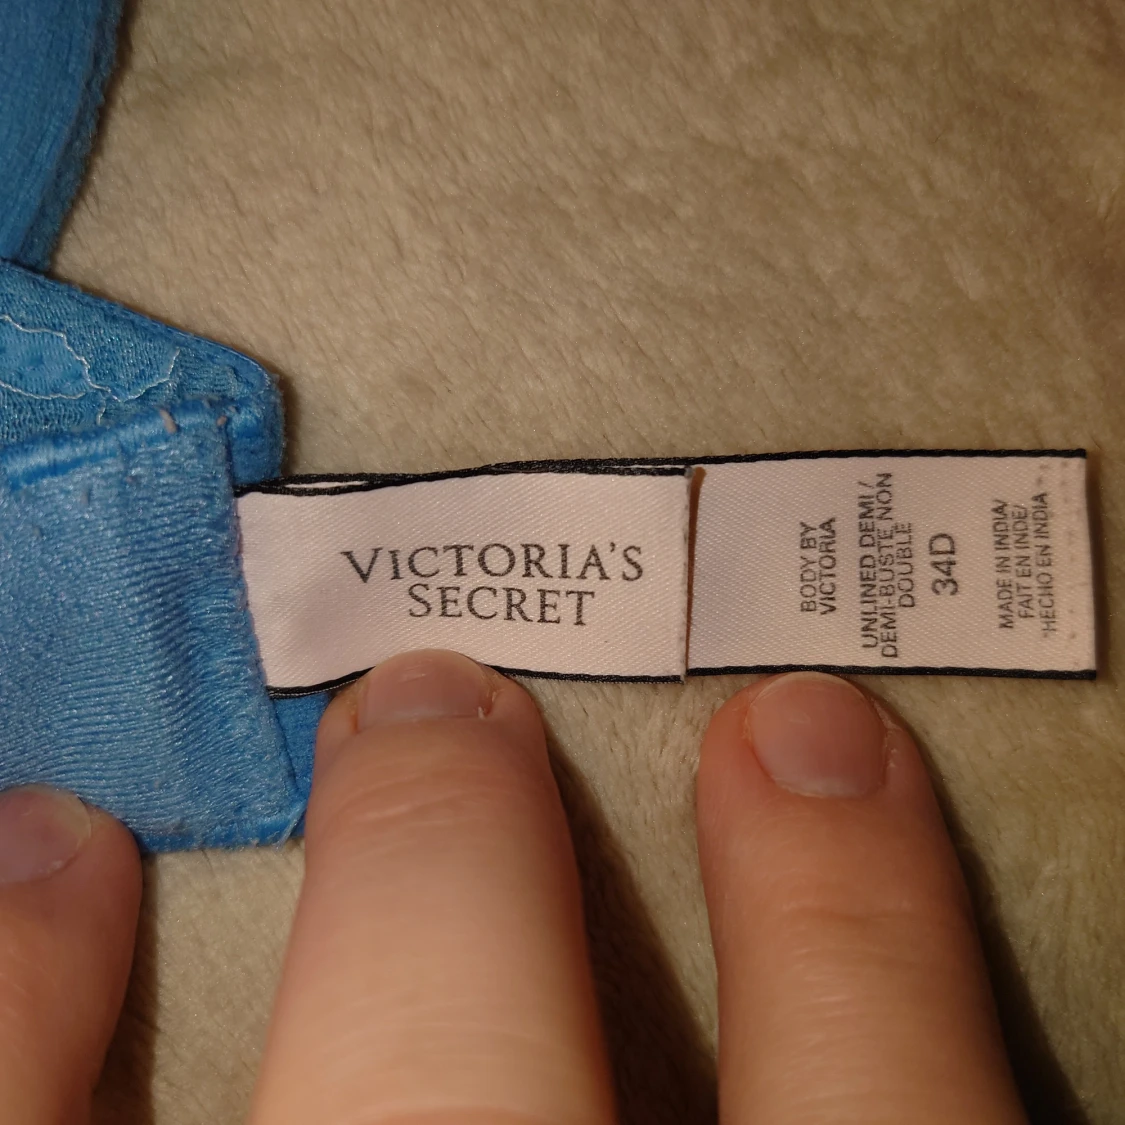 VICTORIA'S
SECRET
BODY BY
VICTORIA
UNLINED DEMI /
DEMI-BUSTE NON
DOUBLE
34D
MADE IN INDIA/
FAIT EN INDE/
HECHO EN INDIA